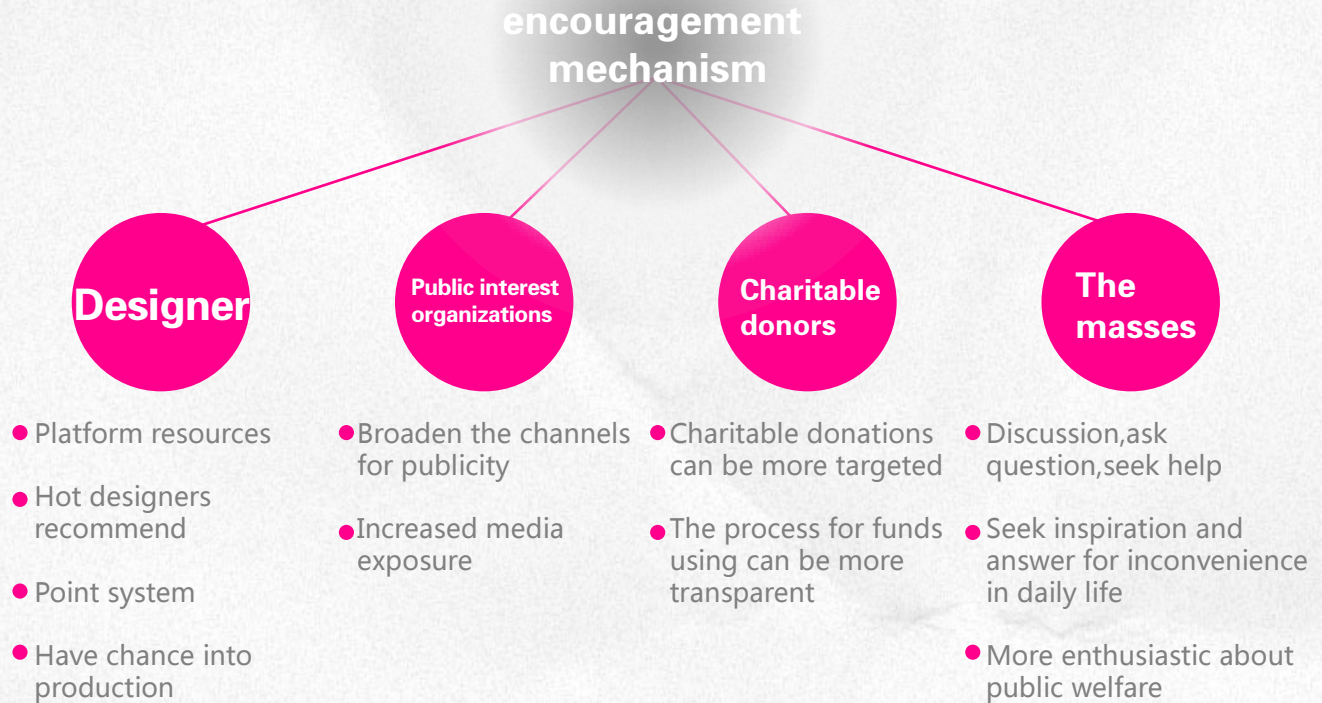 encouragement
mechanism
Designer
Public interest
organizations
Charitable
donors
The
masses
Platform resources
Hot designers
recommend
Point system
Have chance into
production
Broaden the channels
for publicity
Increased media
exposure
Charitable donations
can be more targeted
The process for funds
using can be more
transparent
Discussion,ask
question,seek help
Seek inspiration and
answer for inconvenience
in daily life
More enthusiastic about
public welfare